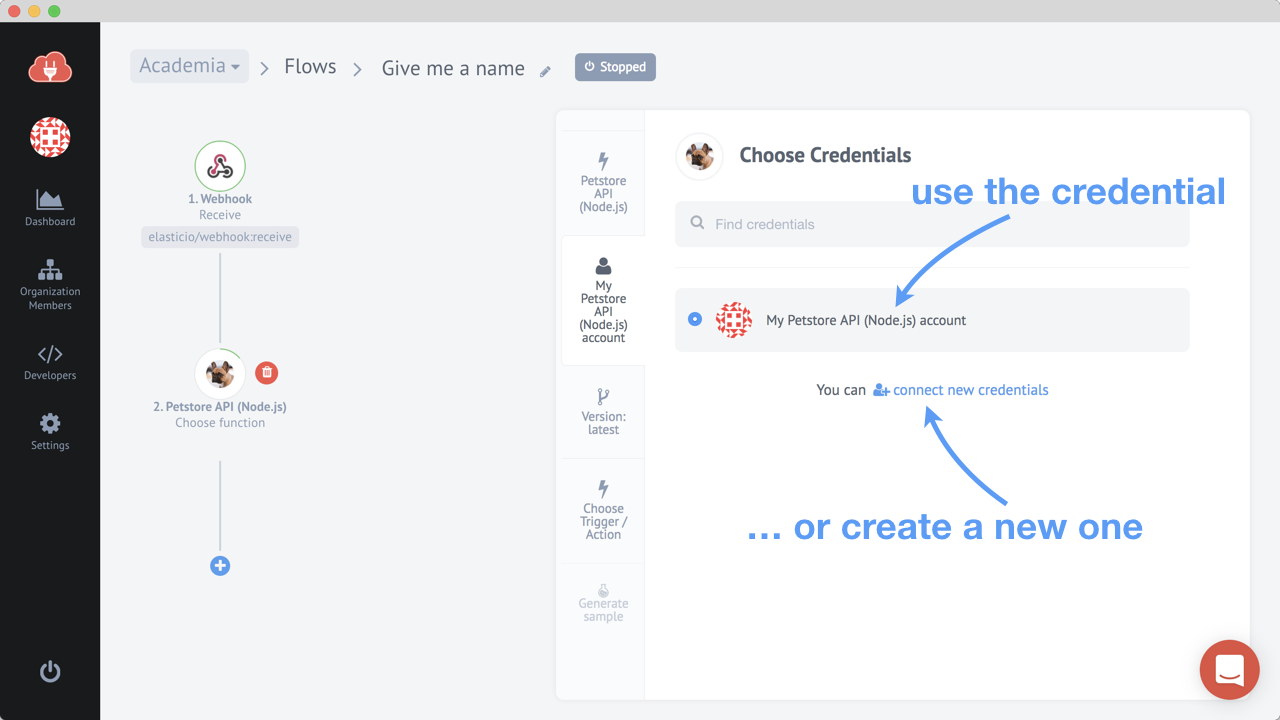 Academia
Flows
Give me a name
Stopped
Dashboard
Organization
Members
Developers
Settings
1. Webhook
Receive
elasticio/webhook:receive
2. Petstore API (Node.js)
Choose function
Petstore
API
(Node.js)
My
Petstore
API
(Node.js)
account
Version:
latest
Choose
Trigger /
Action
Generate
sample
Choose Credentials
use the credential
Find credentials
My Petstore API (Node.js) account
You can connect new credentials
... or create a new one